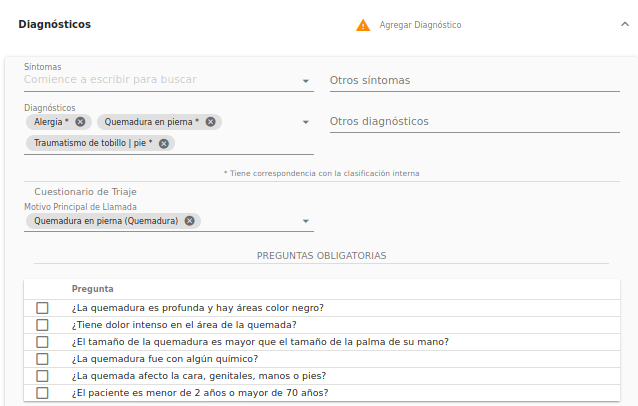 Diagnósticos
Agregar Diagnóstico
Síntomas
Comience a escribir para buscar
Otros síntomas
Diagnósticos
Alergia *
Quemadura en pierna *
Otros diagnósticos
Traumatismo de tobillo | pie *
* Tiene correspondencia con la clasificación interna
Cuestionario de Triaje
Motivo Principal de Llamada
Quemadura en pierna (Quemadura)
PREGUNTAS OBLIGATORIAS
Pregunta
¿La quemadura es profunda y hay áreas color negro?
¿Tiene dolor intenso en el área de la quemada?
¿El tamaño de la quemadura es mayor que el tamaño de la palma de su mano?
¿La quemadura fue con algún químico?
¿La quemada afecto la cara, genitales, manos o pies?
¿El paciente es menor de 2 años o mayor de 70 años?